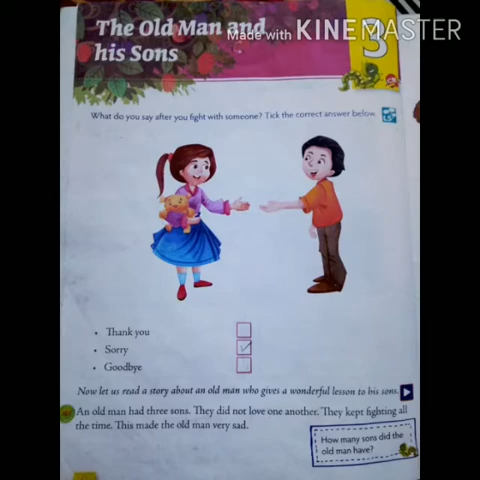 The Old Man and
his Sons
Made with KINEMASTER
3
What do you say after you fight with someone? Tick the correct answer below.
LS
• Thank you
• Sorry
• Goodbye
Now let us read a story about an old man who gives a wonderful lesson to his sons.
An old man had three sons. They did not love one another. They kept fighting all
the time. This made the old man very sad.
How many sons did the
old man have?